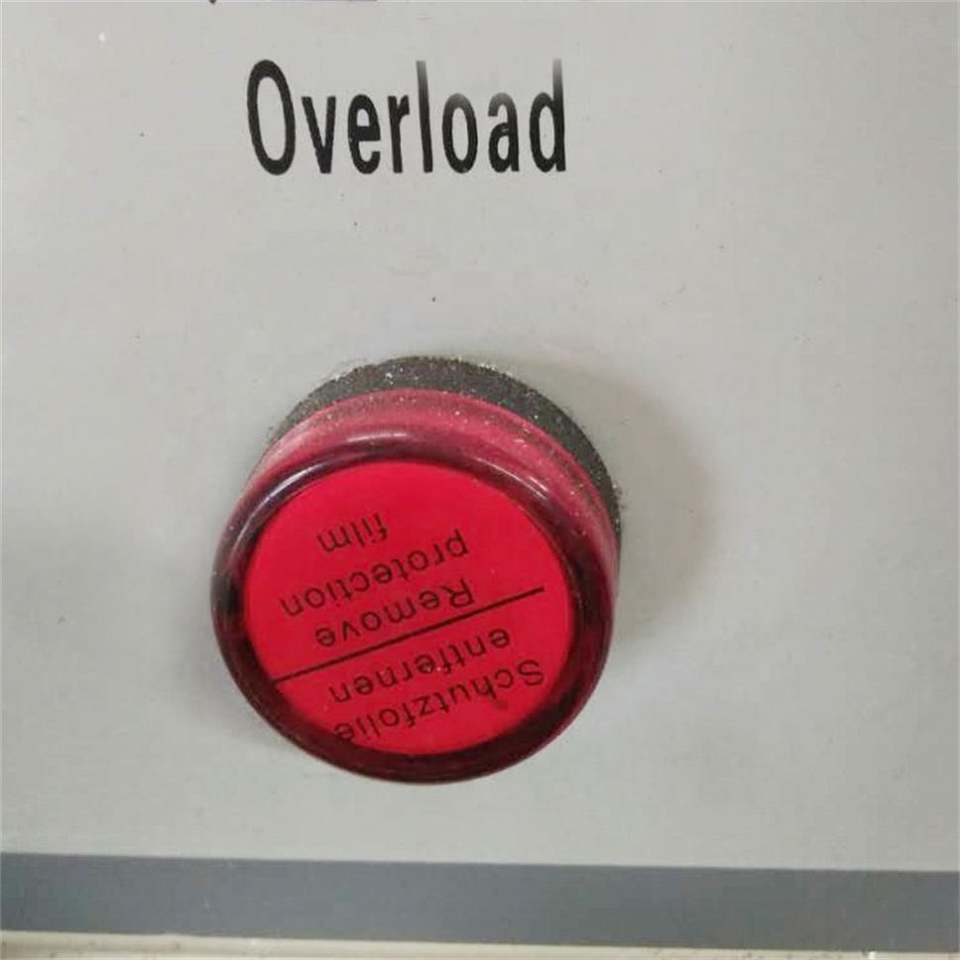 Overload
Schutzfolie
entfernen
Remove
protection
film